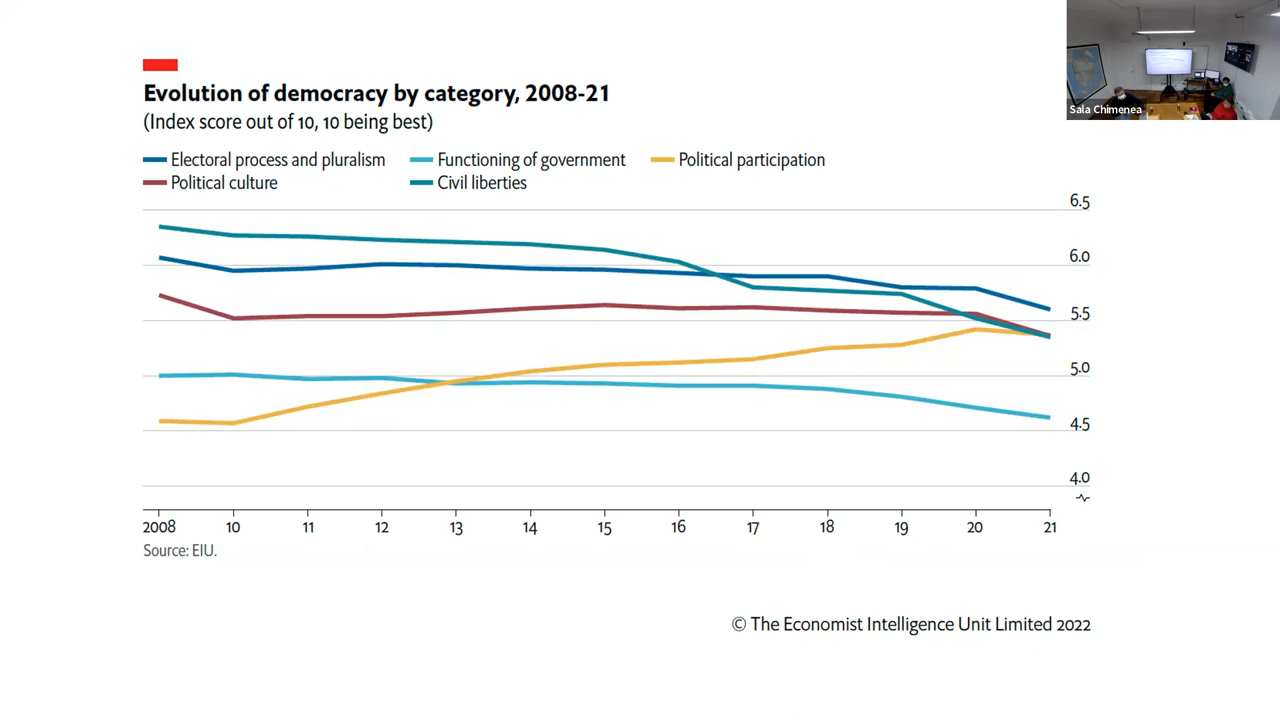 Sala Chimenea
Evolution of democracy by category, 2008-21
(Index score out of 10, 10 being best)
Electoral process and pluralism
Functioning of government
Political participation
Political culture
Civil liberties
6.5
6.0
5.5
5.0
4.5
4.0
2008 10 11 12 13 14 15 16 17 18 19 20 21
Source: EIU.
© The Economist Intelligence Unit Limited 2022